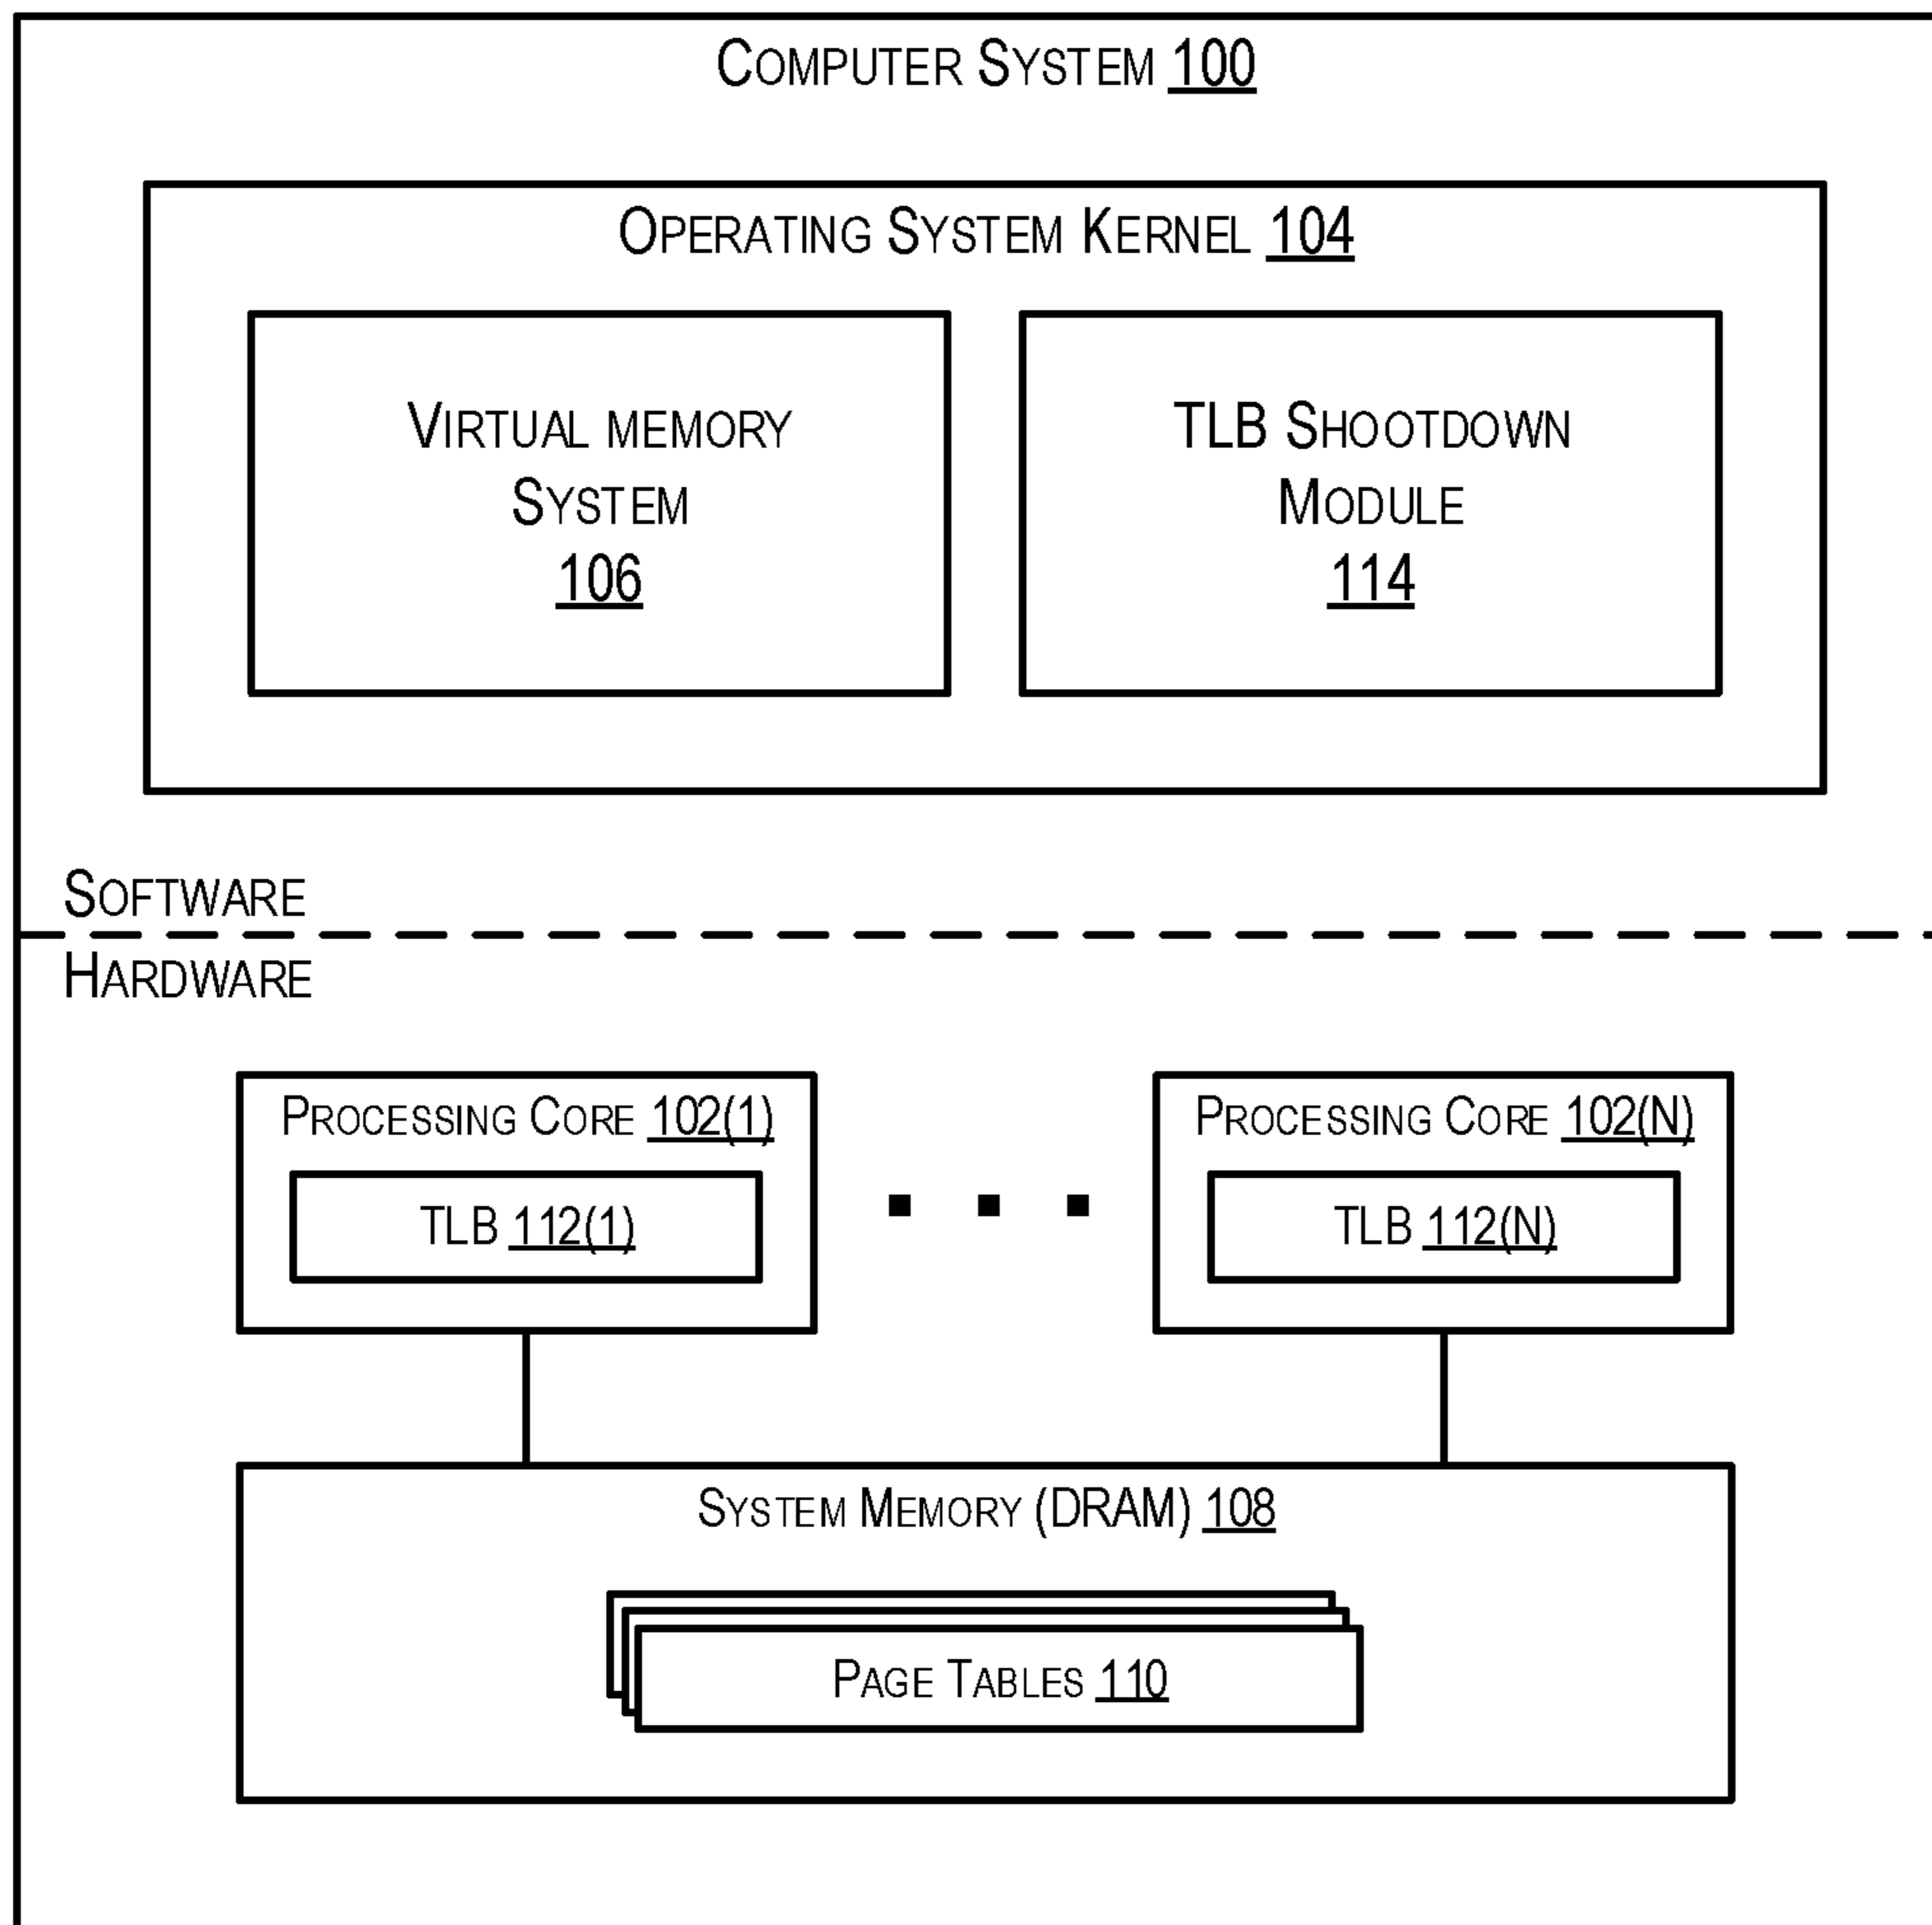 Computer System 100
Operating System Kernel 104
Virtual memory
System
106
TLB Shootdown
Module
114
Software
Hardware
Processing Core 102(1)
TLB 112(1)
Processing Core 102(N)
TLB 112(N)
System Memory (DRAM) 108
Page Tables 110